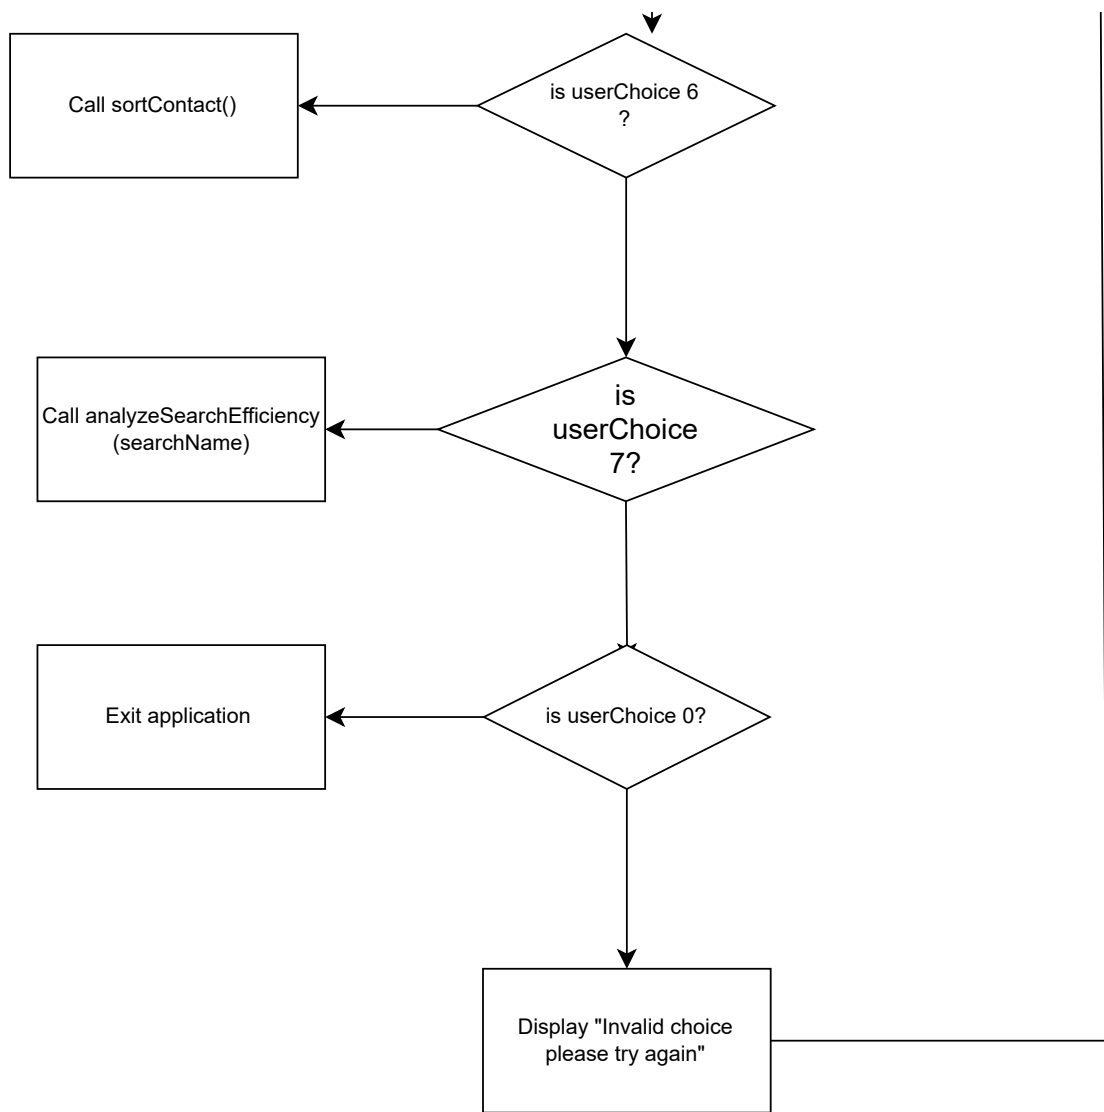 Call sortContact()
is userChoice 6
?
Call analyzeSearchEfficiency
(searchName)
is
userChoice
7?
Exit application
is userChoice 0?
Display "Invalid choice
please try again"